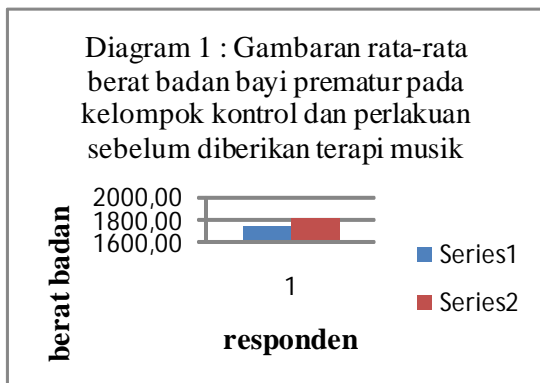 Diagram 1 : Gambaran rata-rata
berat badan bayi prematur pada
kelompok kontrol dan perlakuan
sebelum diberikan terapi musik
berat badan
2000,00
1800,00
1600,00
1
responden
Series1
Series2